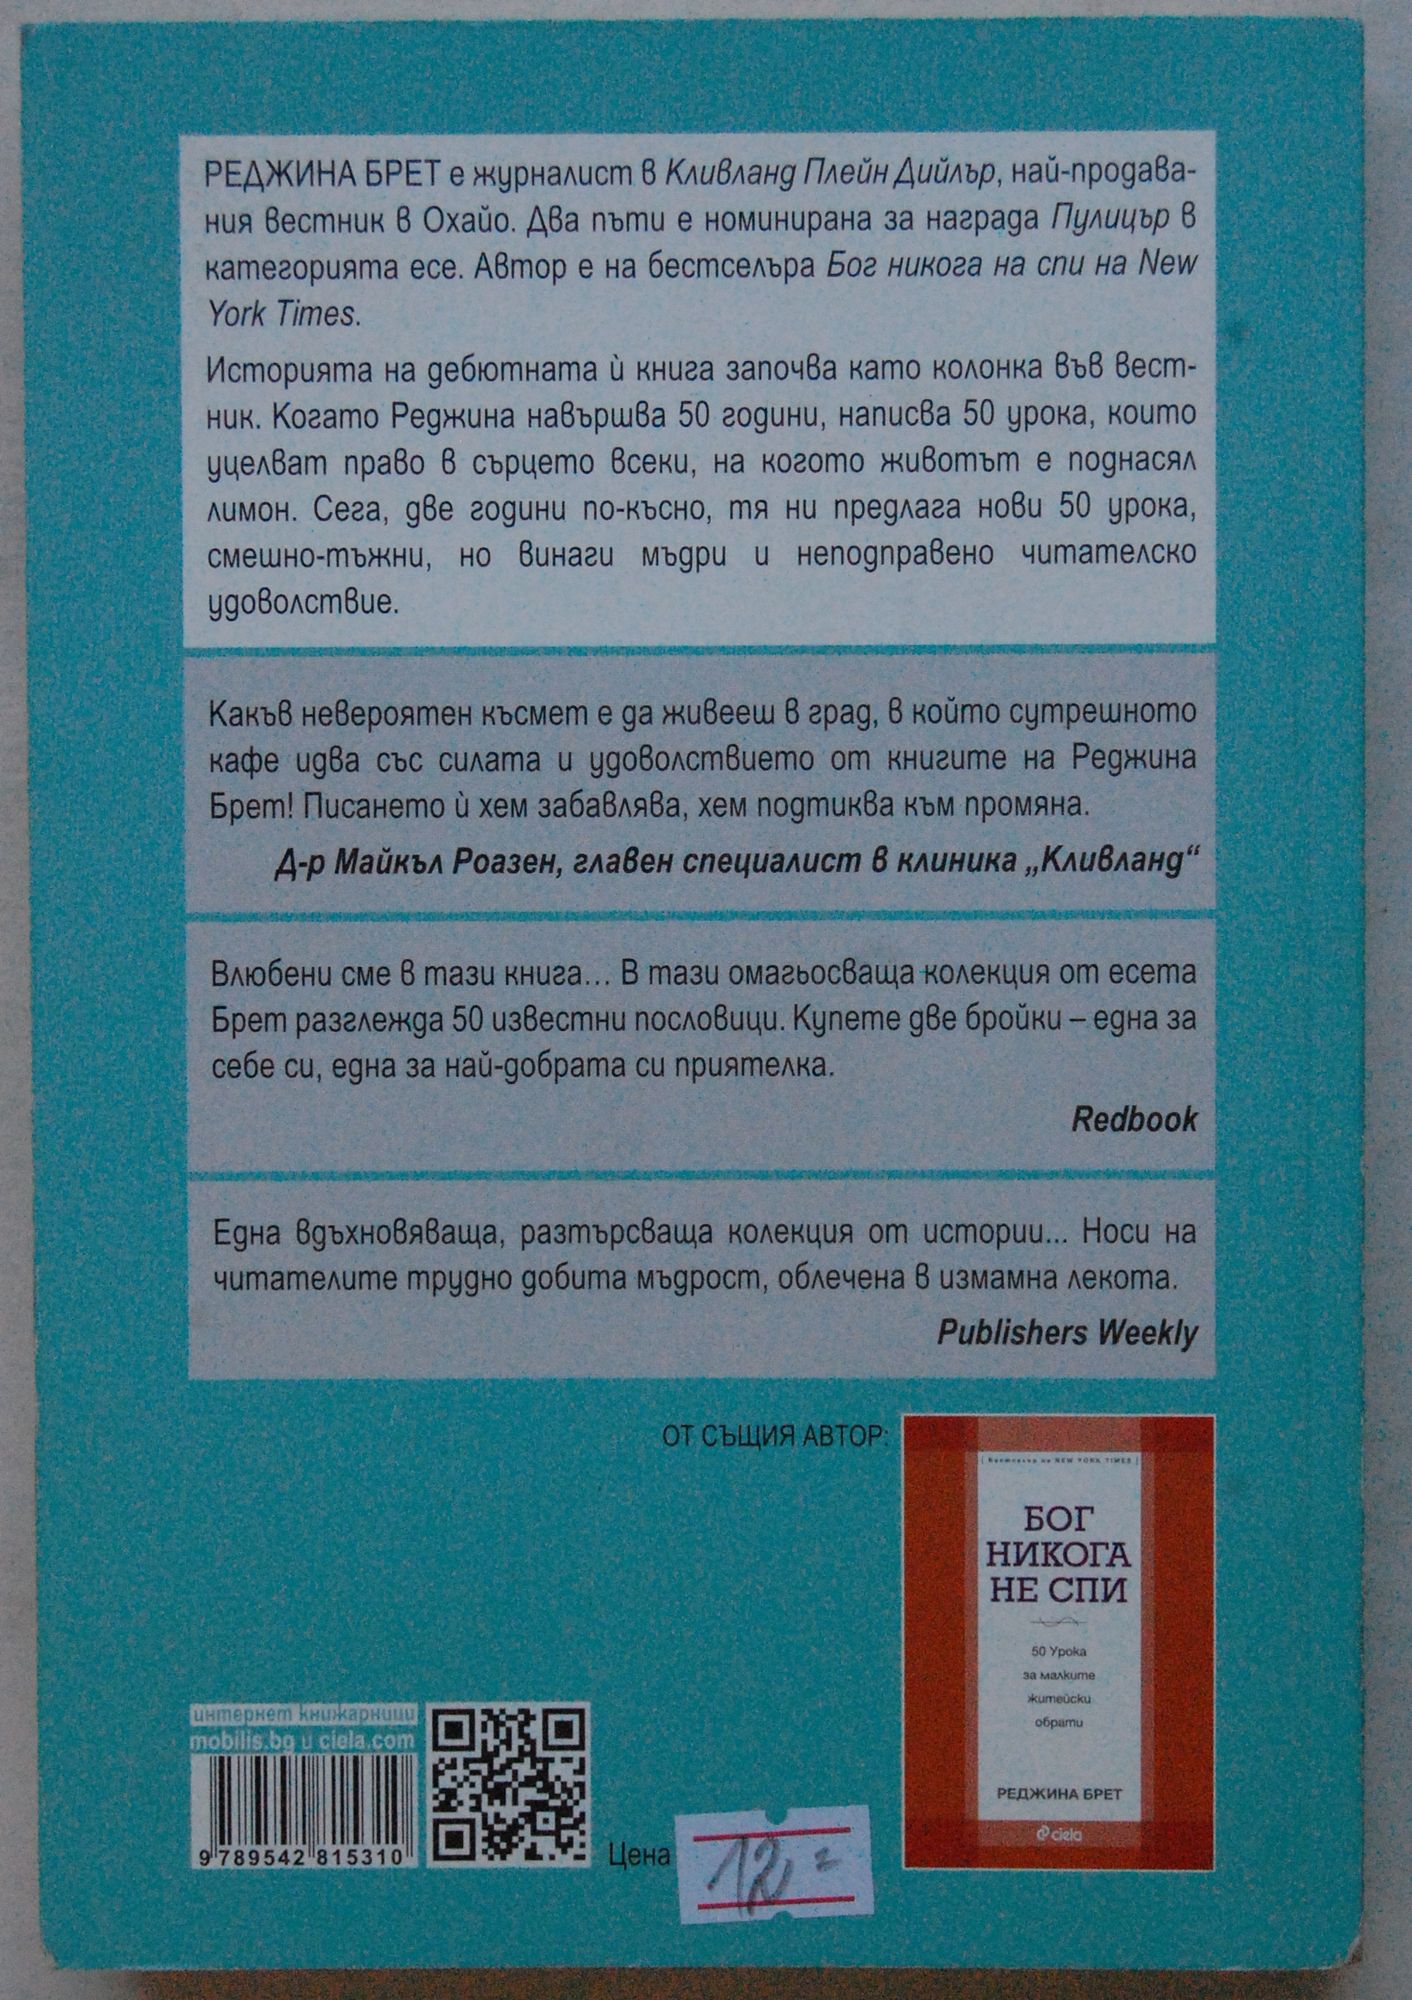 РЕДЖИНА БРЕТ е журналист в Кливланд Плейн Дийлър, най-продава-
ния вестник в Охайо. Два пъти е номинирана за награда Пулицър в
категорията есе. Автор е на бестселъра Бог никога на спи на New
York Times.
Историята на дебютната ѝ книга започва като колонка във вест-
ник. Когато Реджина навършва 50 години, написва 50 урока, които
уцелват право в сърцето всеки, на когото животът е поднасял
лимон. Сега, две години по-късно, тя ни предлага нови 50 урока,
смешно-тъжни, но винаги мъдри и неподправено читателско
удоволствие.
Какъв невероятен късмет е да живееш в град, в който сутрешното
кафе идва със силата и удоволствието от книгите на Реджина
Брет! Писането ѝ хем забавлява, хем подтиква към промяна.
Д-р Майкъл Роазен, главен специалист в клиника „Кливланд“
Влюбени сме в тази книга... В тази омагьосваща колекция от есета
Брет разглежда 50 известни пословици. Купете две бройки – една за
себе си, една за най-добрата си приятелка.
Redbook
Една вдъхновяваща, разтърсваща колекция от истории... Носи на
читателите трудно добита мъдрост, облечена в измамна лекота.
Publishers Weekly
ОТ СЪЩИЯ АВТОР:
[ Бестселър на NEW YORK TIMES ]
БОГ
НИКОГА
НЕ СПИ
50 Урока
за малките
житейски
обрати
РЕДЖИНА БРЕТ
ciela
интернет книжарници
mobilis.bg и ciela.com
9 789542 815310
Цена 12